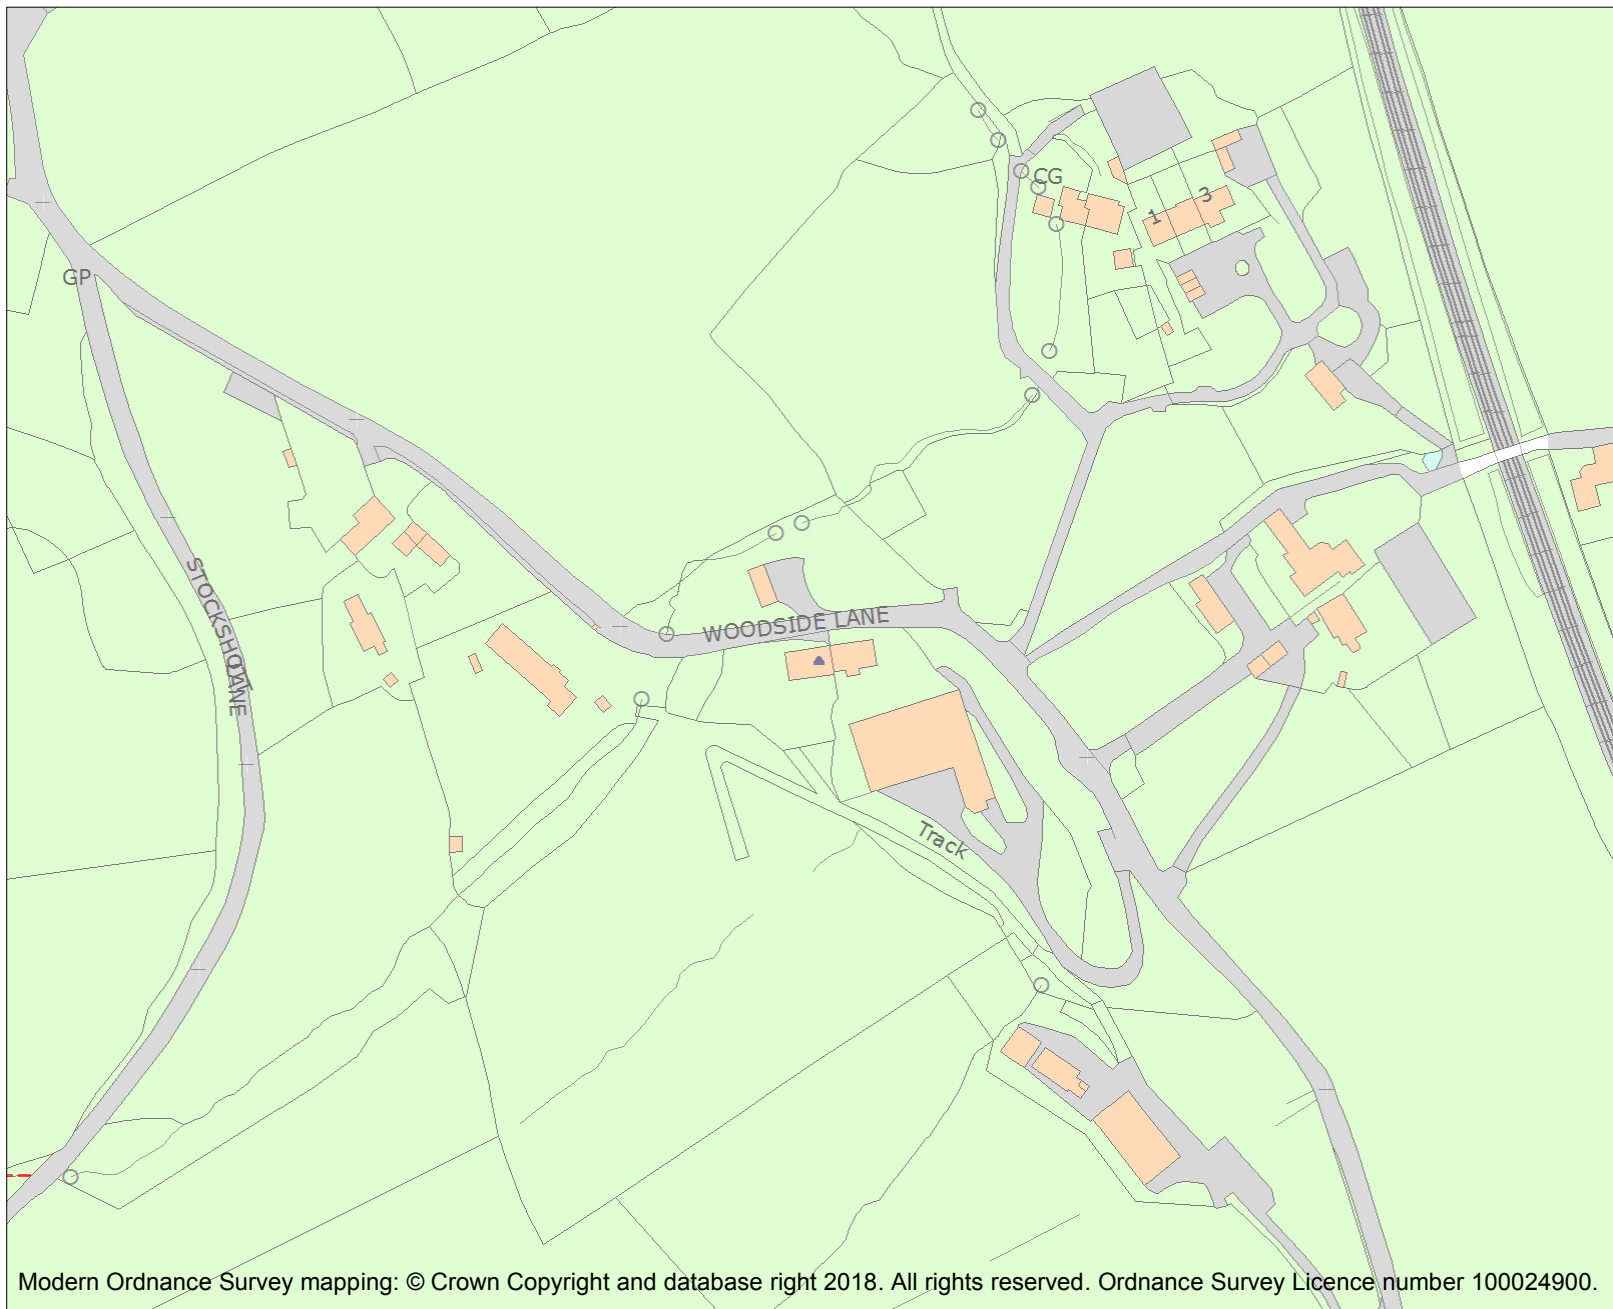 CG
1
3
GP
STOCKSHOT LANE
WOODSIDE LANE
Track
Modern Ordnance Survey mapping: © Crown Copyright and database right 2018. All rights reserved. Ordnance Survey Licence number 100024900.